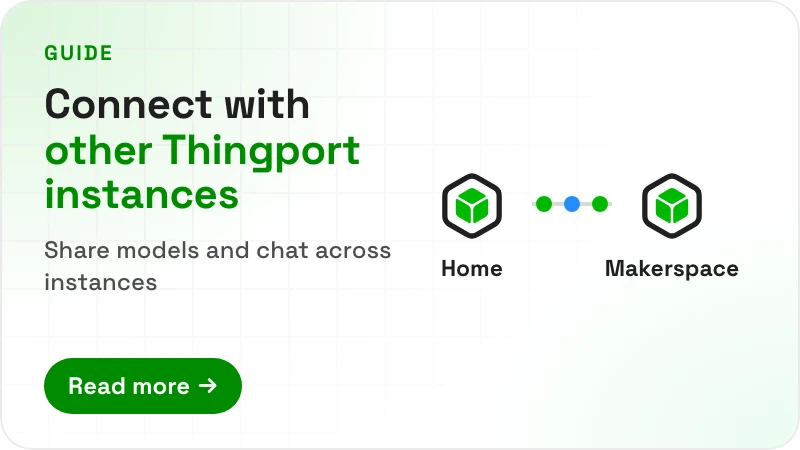 GUIDE
Connect with
other Thingport
instances
Share models and chat across
instances
Home
Makerspace
Read more →